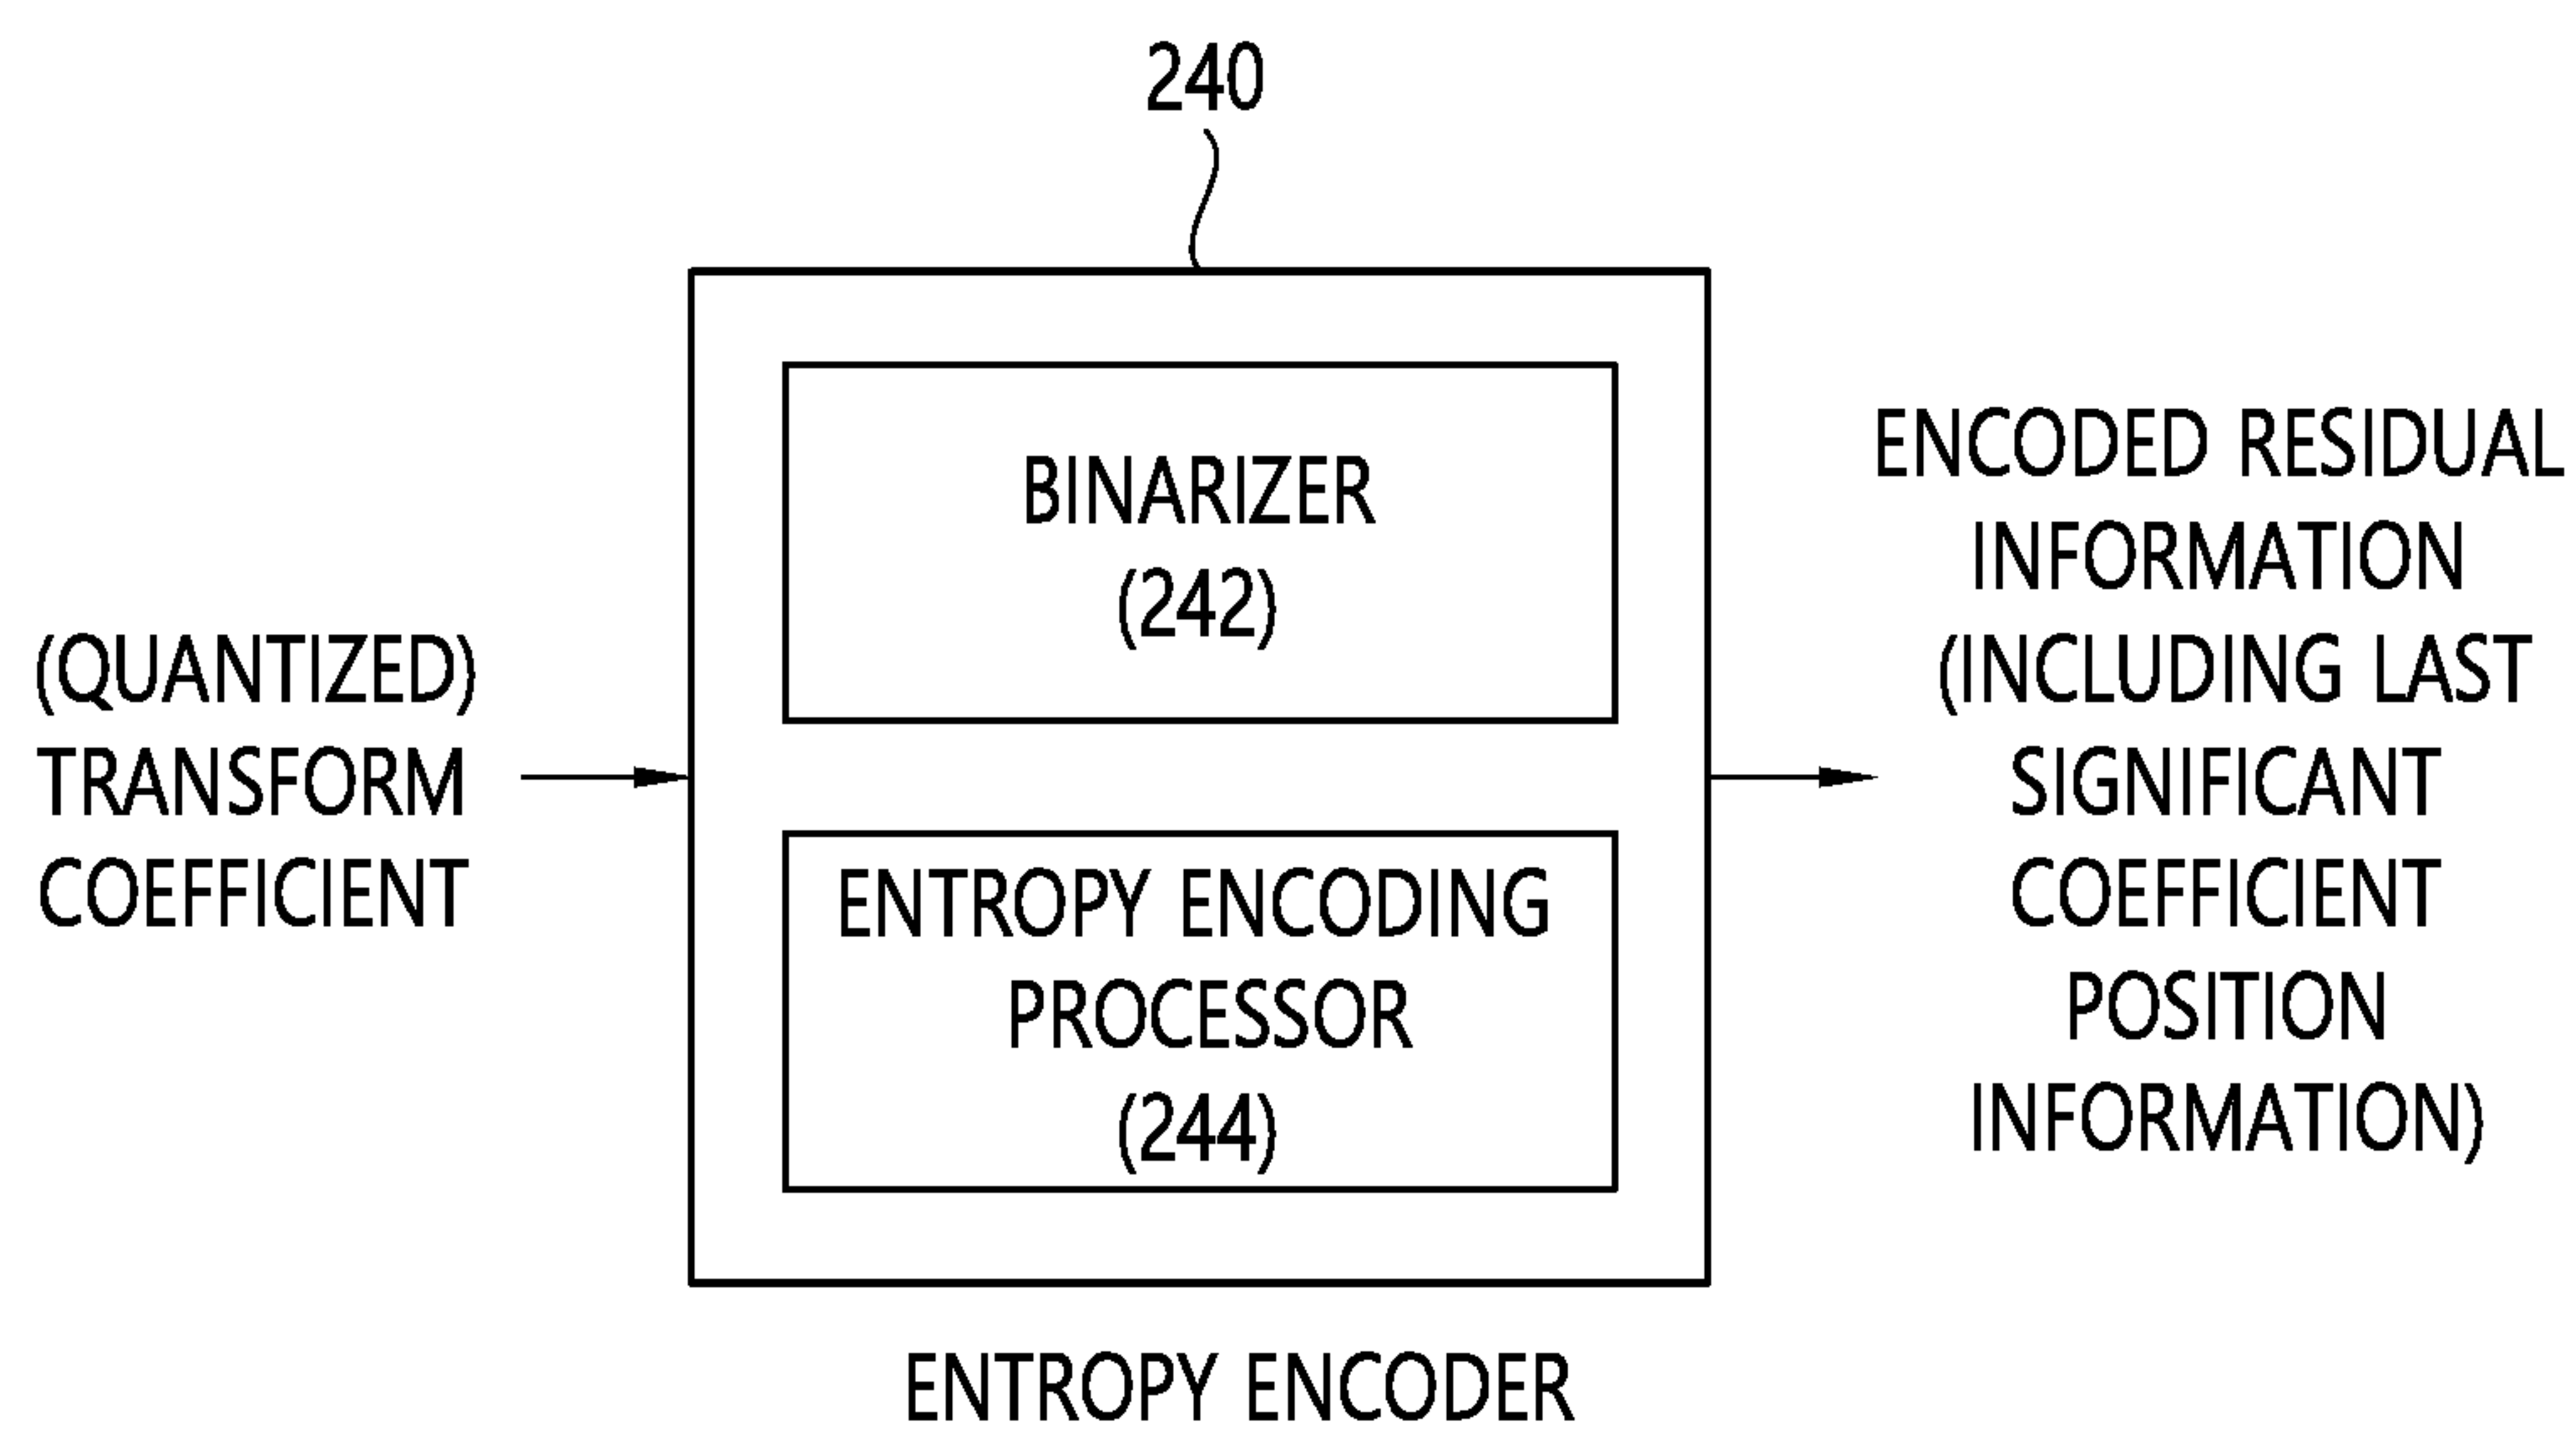 240
(QUANTIZED)
TRANSFORM
COEFFICIENT
BINARIZER
(242)
ENTROPY ENCODING
PROCESSOR
(244)
ENCODED RESIDUAL
INFORMATION
(INCLUDING LAST
SIGNIFICANT
COEFFICIENT
POSITION
INFORMATION)
ENTROPY ENCODER